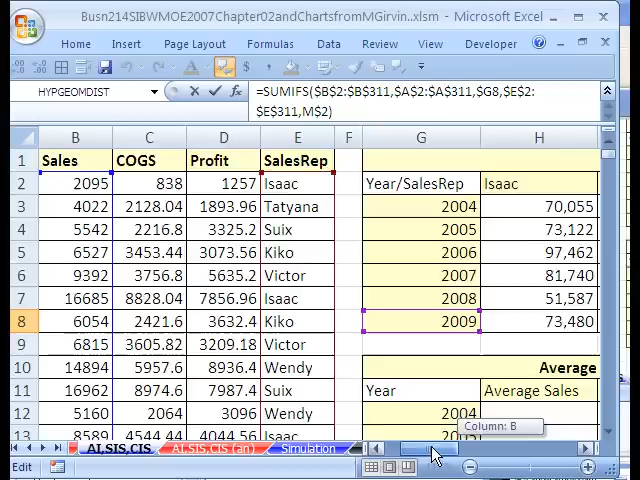 Busn214SIBWMOE2007Chapter02andChartsfromMGirvin..xlsm - Microsoft Excel
Home Insert Page Layout Formulas Data Review View Developer
HYPGEOMDIST =SUMIFS($B$2:$B$311,$A$2:$A$311,$G8,$E$2:
$E$311,M$2)
B C D E F G H
1 Sales COGS Profit SalesRep
2 2095 838 1257 Isaac Year/SalesRep Isaac
3 4022 2128.04 1893.96 Tatyana 2004 70,055
4 5542 2216.8 3325.2 Suix 2005 73,122
5 6527 3453.44 3073.56 Kiko 2006 97,462
6 9392 3756.8 5635.2 Victor 2007 81,740
7 16685 8828.04 7856.96 Isaac 2008 51,587
8 6054 2421.6 3632.4 Kiko 2009 73,480
9 6815 3605.82 3209.18 Victor
10 14894 5957.6 8936.4 Wendy Average
11 16962 8974.6 7987.4 Suix Year Average Sales
12 5160 2064 3096 Wendy 2004
13 8589 4544.44 4044.56 Isaac 2005
Column: B
AI,SIS,CIS AI,SIS,CIS (an) Simulation
Edit